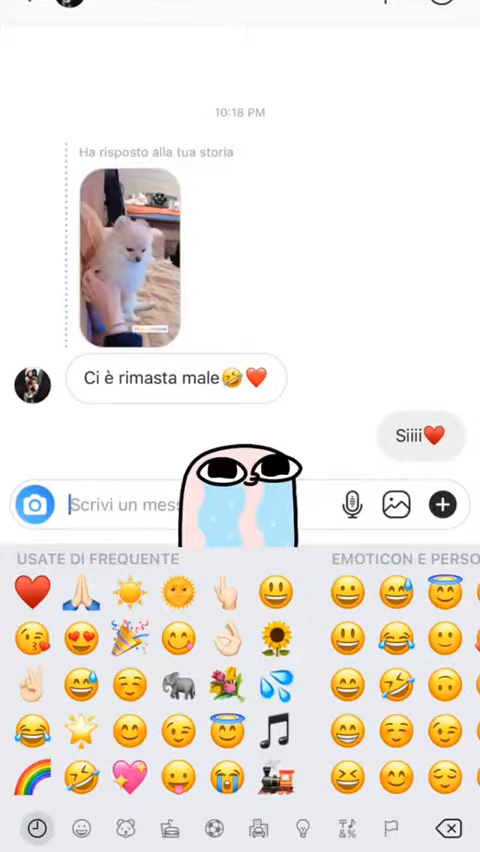 10:18 PM
Ha risposto alla tua storia
Ci è rimasta male🤣❤️
Siiii❤️
Scrivi un mes
USATE DI FREQUENTE
EMOTICON E PERSO